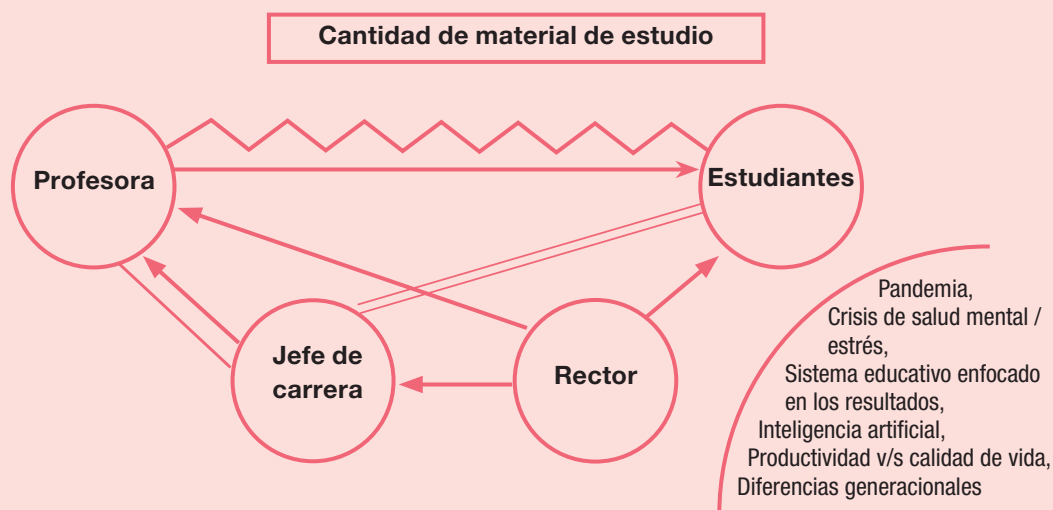 Cantidad de material de estudio
Profesora
Estudiantes
Jefe de
carrera
Rector
Pandemia,
Crisis de salud mental /
estrés,
Sistema educativo enfocado
en los resultados,
Inteligencia artificial,
Productividad v/s calidad de vida,
Diferencias generacionales